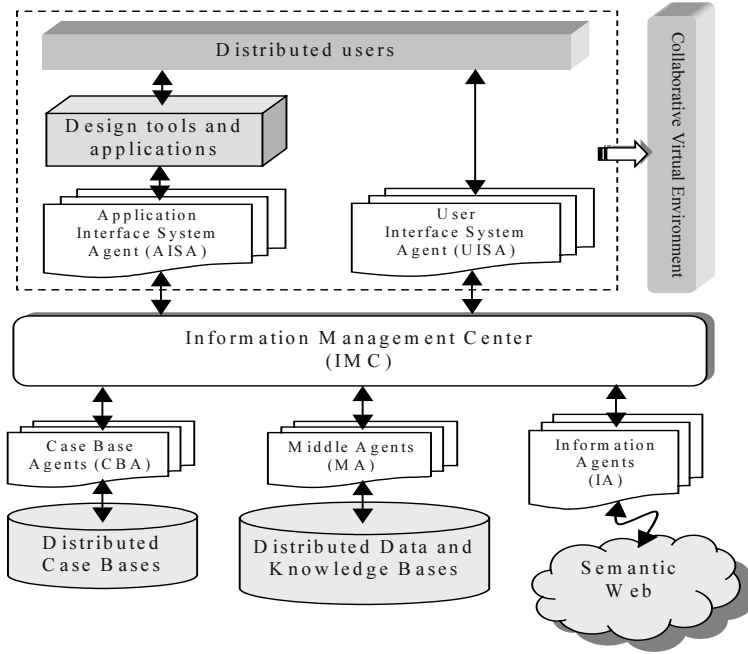 Distributed users
Collaborative Virtual Environment
Design tools and
applications
Application
Interface System
Agent (AISA)
User
Interface System
Agent (UISA)
Information Management Center
(IMC)
Case Base
Agents (CBA)
Middle Agents
(MA)
Information
Agents
(IA)
Distributed
Case Bases
Distributed Data and
Knowledge Bases
Semantic
Web